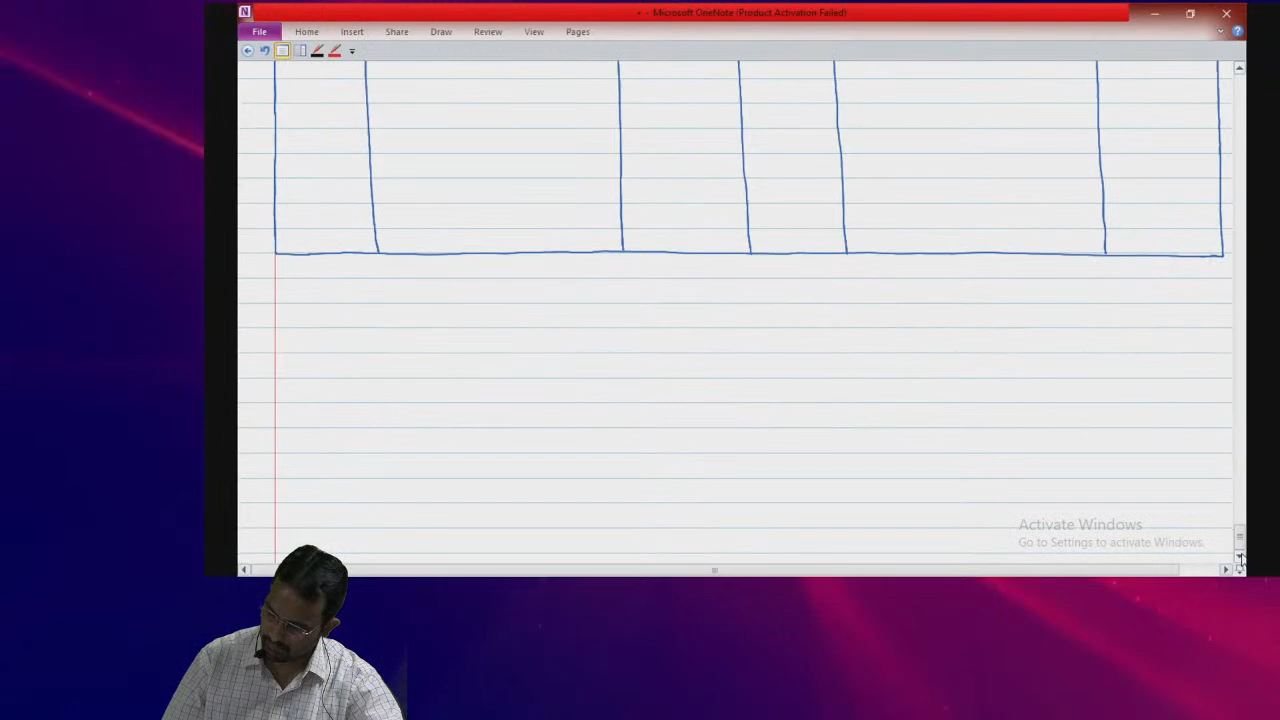 - - Microsoft OneNote (Product Activation Failed)
File Home Insert Share Draw Review View Pages
Activate Windows
Go to Settings to activate Windows.